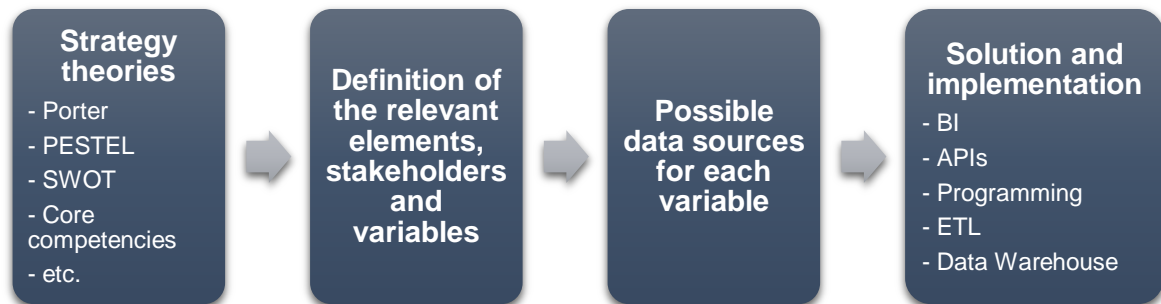 Strategy
theories
- Porter
- PESTEL
- SWOT
- Core
competencies
- etc.
Definition of
the relevant
elements,
stakeholders
and
variables
Possible
data sources
for each
variable
Solution and
implementation
- BI
- APIs
- Programming
- ETL
- Data Warehouse